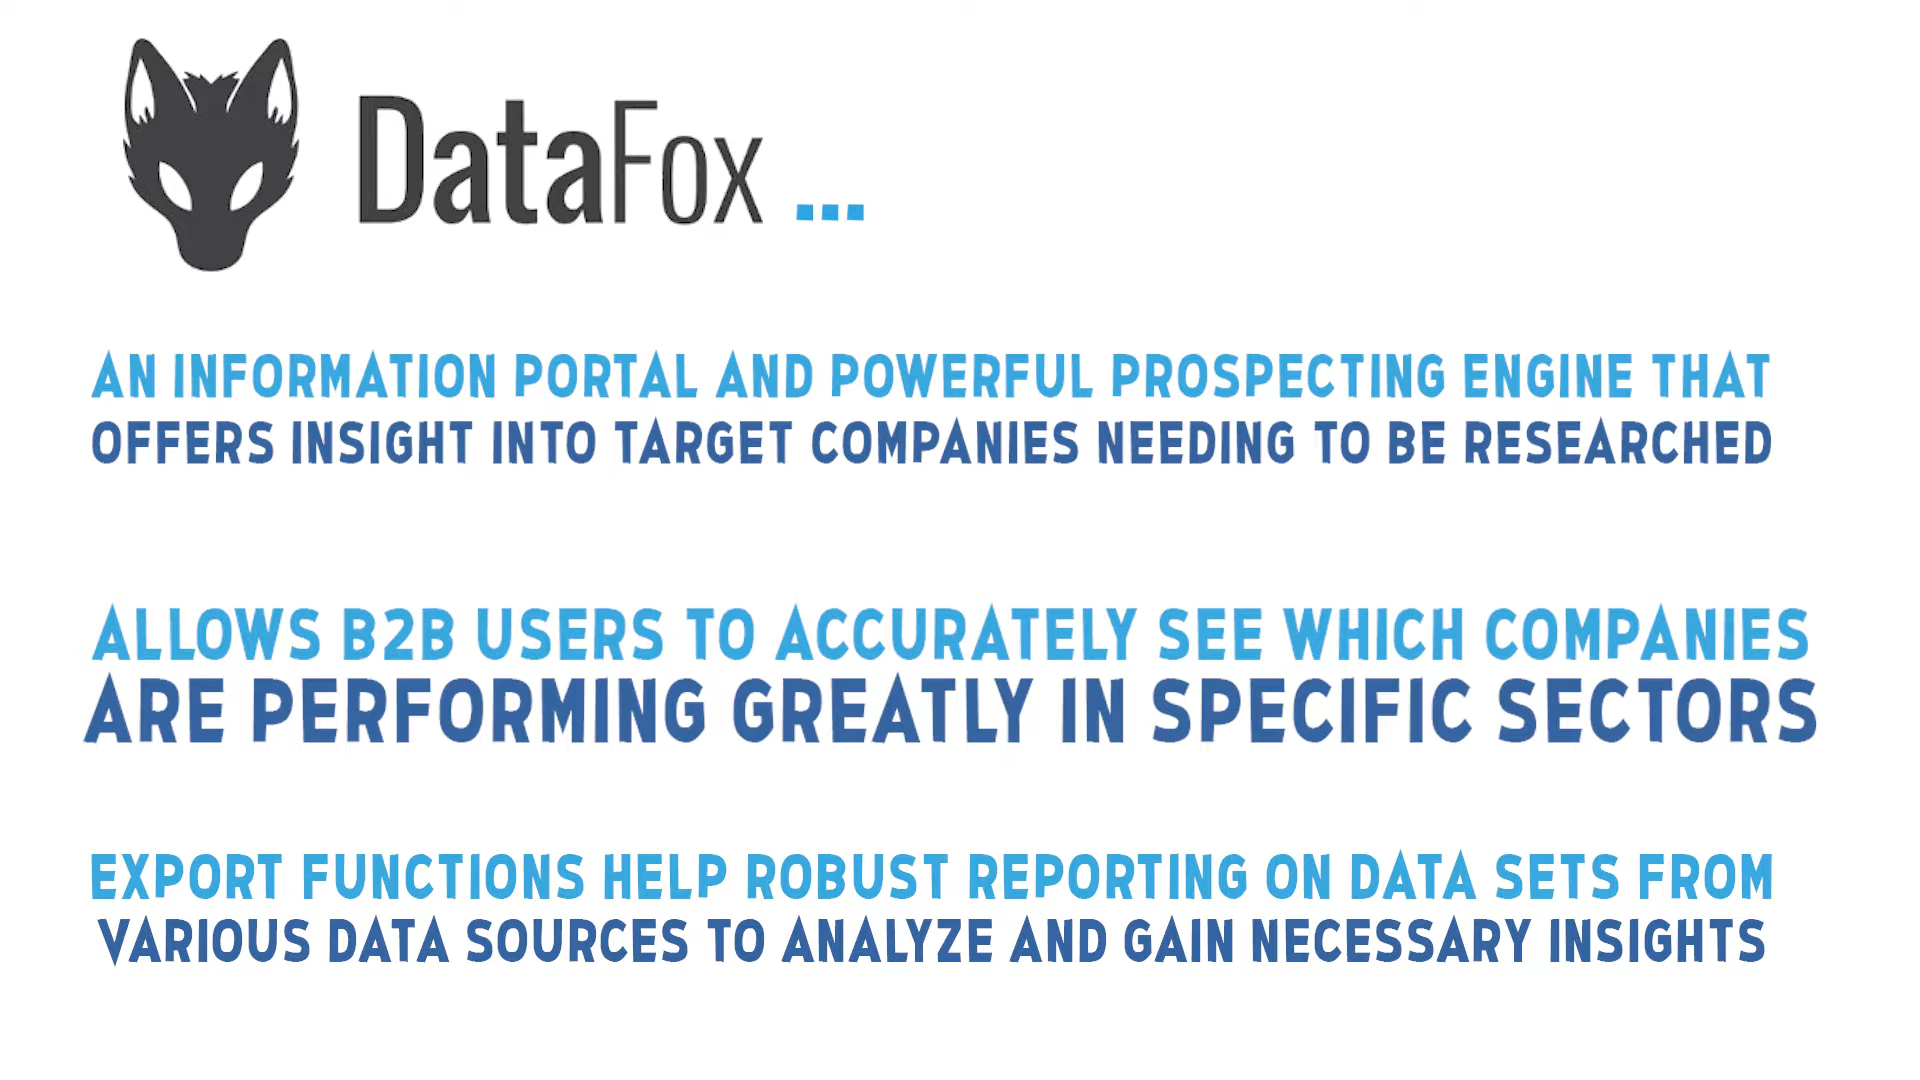 DataFox ...
AN INFORMATION PORTAL AND POWERFUL PROSPECTING ENGINE THAT
OFFERS INSIGHT INTO TARGET COMPANIES NEEDING TO BE RESEARCHED
ALLOWS B2B USERS TO ACCURATELY SEE WHICH COMPANIES
ARE PERFORMING GREATLY IN SPECIFIC SECTORS
EXPORT FUNCTIONS HELP ROBUST REPORTING ON DATA SETS FROM
VARIOUS DATA SOURCES TO ANALYZE AND GAIN NECESSARY INSIGHTS